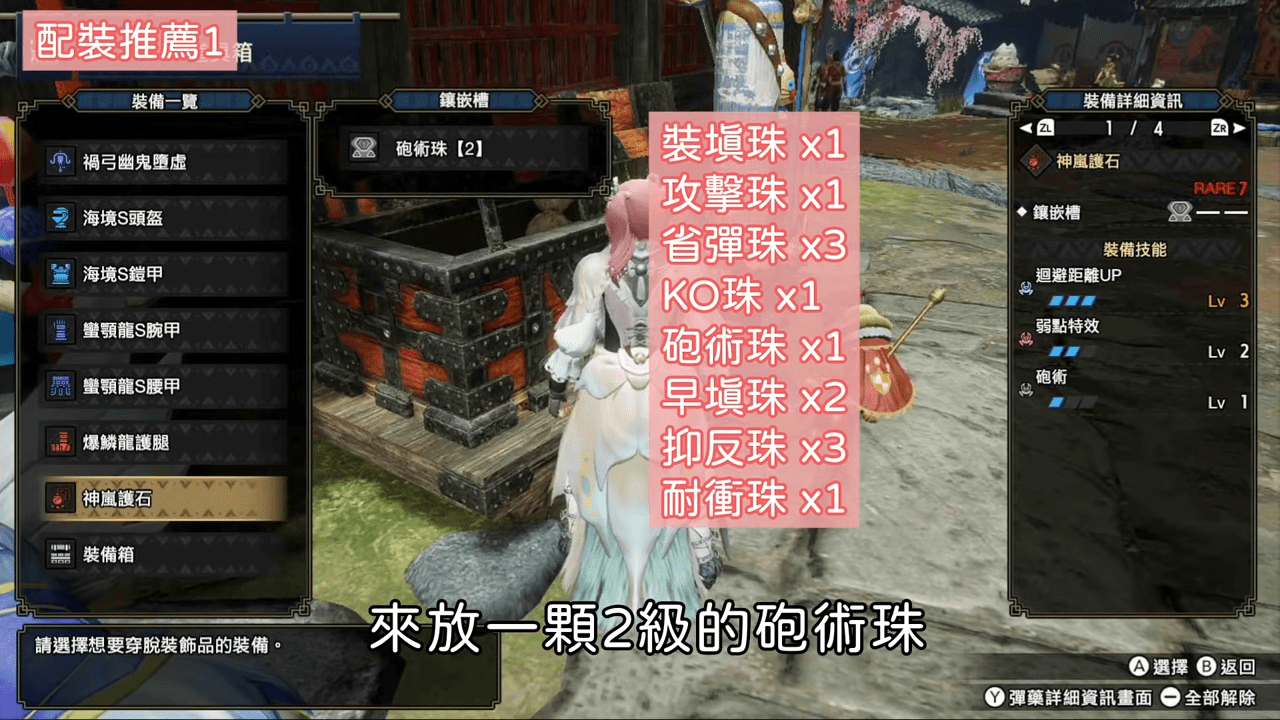 配裝推薦1
箱
裝備一覽
禍弓幽鬼墮虛
海境S頭盔
海境S鎧甲
蠻顎龍S腕甲
蠻顎龍S腰甲
爆鱗龍護腿
神嵐護石
裝備箱
請選擇想要穿脫裝飾品的裝備。
鑲嵌槽
砲術珠【2】
裝塡珠 x1
攻擊珠 x1
省彈珠 x3
KO珠 x1
砲術珠 x1
早塡珠 x2
抑反珠 x3
耐衝珠 x1
裝備詳細資訊
ZL 1 / 4 ZR
神嵐護石
RARE 7
鑲嵌槽
裝備技能
迴避距離UP
Lv 3
弱點特效
Lv 2
砲術
Lv 1
來放一顆2級的砲術珠
A 選擇 B 返回
Y 彈藥詳細資訊畫面 全部解除